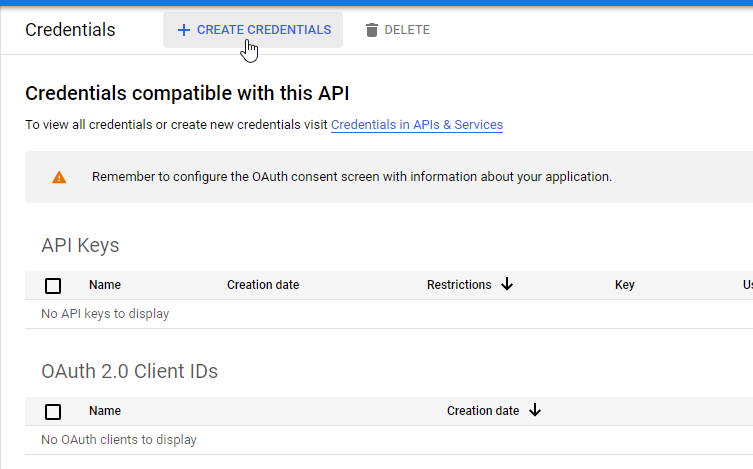 Credentials
CREATE CREDENTIALS
DELETE
Credentials compatible with this API
To view all credentials or create new credentials visit Credentials in APIs & Services
Remember to configure the OAuth consent screen with information about your application.
API Keys
Name Creation date Restrictions Key
No API keys to display
OAuth 2.0 Client IDs
Name Creation date
No OAuth clients to display